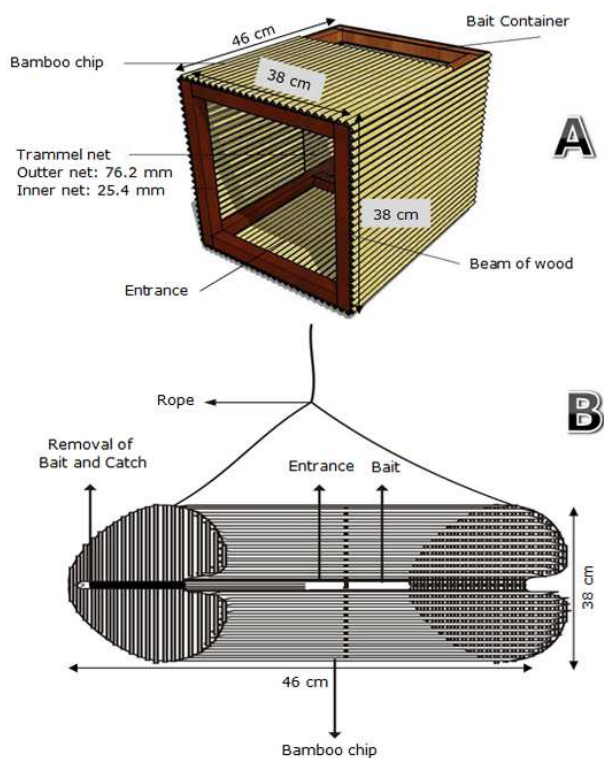 46 cm
Bait Container
Bamboo chip
38 cm
A
Trammel net
Outter net: 76.2 mm
Inner net: 25.4 mm
38 cm
Beam of wood
Entrance
Rope
B
Removal of
Bait and Catch
Entrance
Bait
38 cm
46 cm
Bamboo chip